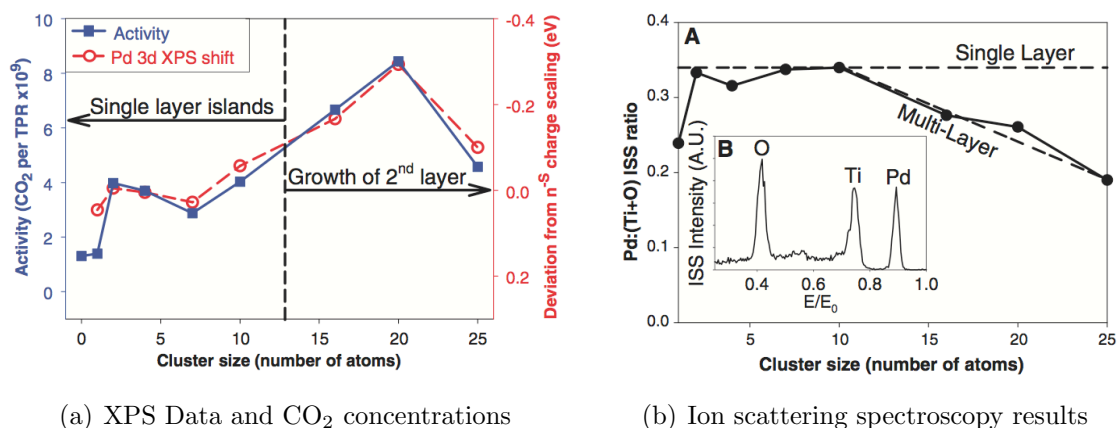 10
8
6
4
2
0
Activity (CO₂ per TPR x10⁹)
Activity
Pd 3d XPS shift
Single layer islands
Growth of 2ⁿᵈ layer
-0.4
-0.2
0.0
0.2
Deviation from n⁻ˢ charge scaling (eV)
0 5 10 15 20 25
Cluster size (number of atoms)
(a) XPS Data and CO₂ concentrations
0.4
0.3
0.2
0.1
0.0
Pd:(Ti+O) ISS ratio
A
Single Layer
Multi-Layer
B
O
Ti
Pd
ISS Intensity (A.U.)
0.4 0.6 0.8 1.0
E/E₀
5 10 15 20 25
Cluster size (number of atoms)
(b) Ion scattering spectroscopy results